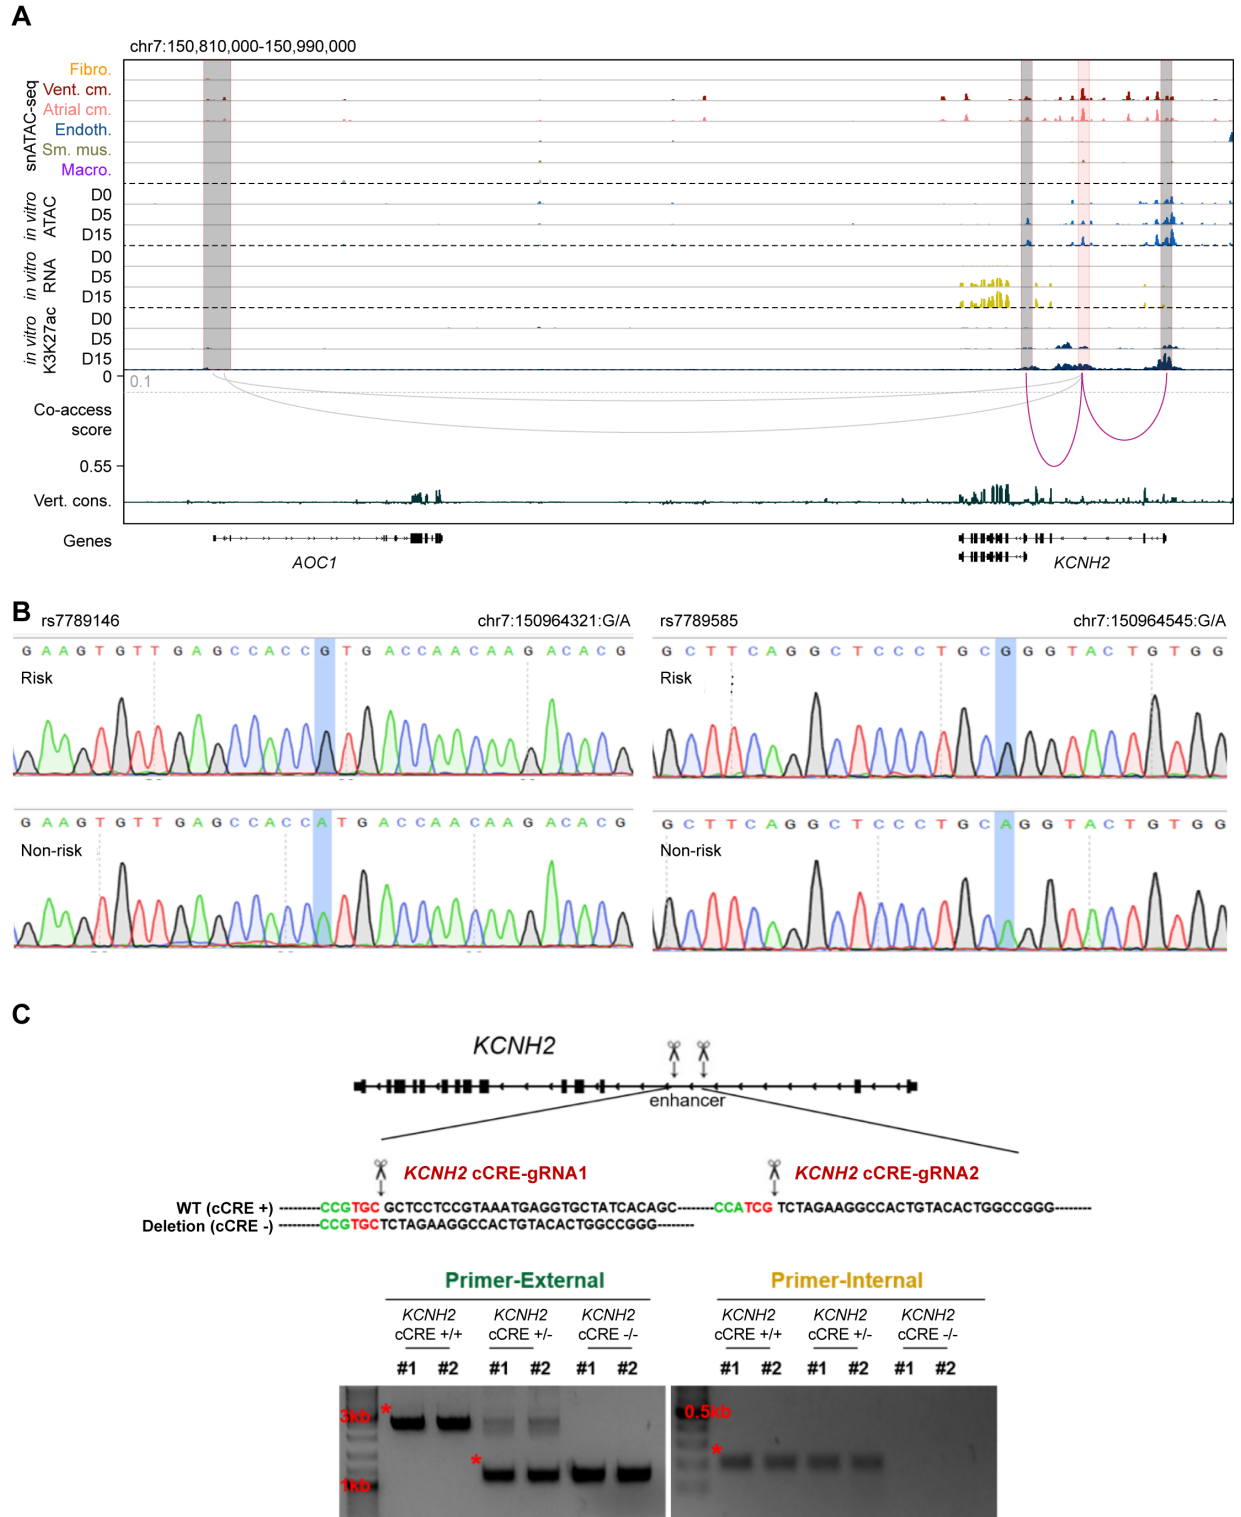 A
chr7:150,810,000-150,990,000
snATAC-seq
Fibro.
Vent. cm.
Atrial cm.
Endoth.
Sm. mus.
Macro.
in vitro
ATAC
D0
D5
D15
in vitro
RNA
D0
D5
D15
in vitro
K3K27ac
D0
D5
D15
0
0.1
Co-access
score
0.55
Vert. cons.
Genes
AOC1
KCNH2
B
rs7789146 chr7:150964321:G/A
G A A G T G T T G A G C C A C C G T G A C C A A C A A G A C A C G
Risk
G A A G T G T T G A G C C A C C A T G A C C A A C A A G A C A C G
Non-risk
rs7789585 chr7:150964545:G/A
G C T T C A G G C T C C C T G C G G G T A C T G T G G
Risk
G C T T C A G G C T C C C T G C A G G T A C T G T G G
Non-risk
C
KCNH2
enhancer
KCNH2 cCRE-gRNA1 KCNH2 cCRE-gRNA2
WT (cCRE +) --------CCGTGC GCTCCTCCGTAAATGAGGTGCTATCACAGC-------CCATCG TCTAGAAGGCCACTGTACACTGGCCGGG-------
Deletion (cCRE -) --------CCGTGCTCTAGAAGGCCACTGTACACTGGCCGGG-------
Primer-External Primer-Internal
KCNH2 KCNH2 KCNH2 KCNH2 KCNH2 KCNH2
cCRE +/+ cCRE +/- cCRE -/- cCRE +/+ cCRE +/- cCRE -/-
#1 #2 #1 #2 #1 #2 #1 #2 #1 #2 #1 #2
3kb * 0.5kb
* *
1kb